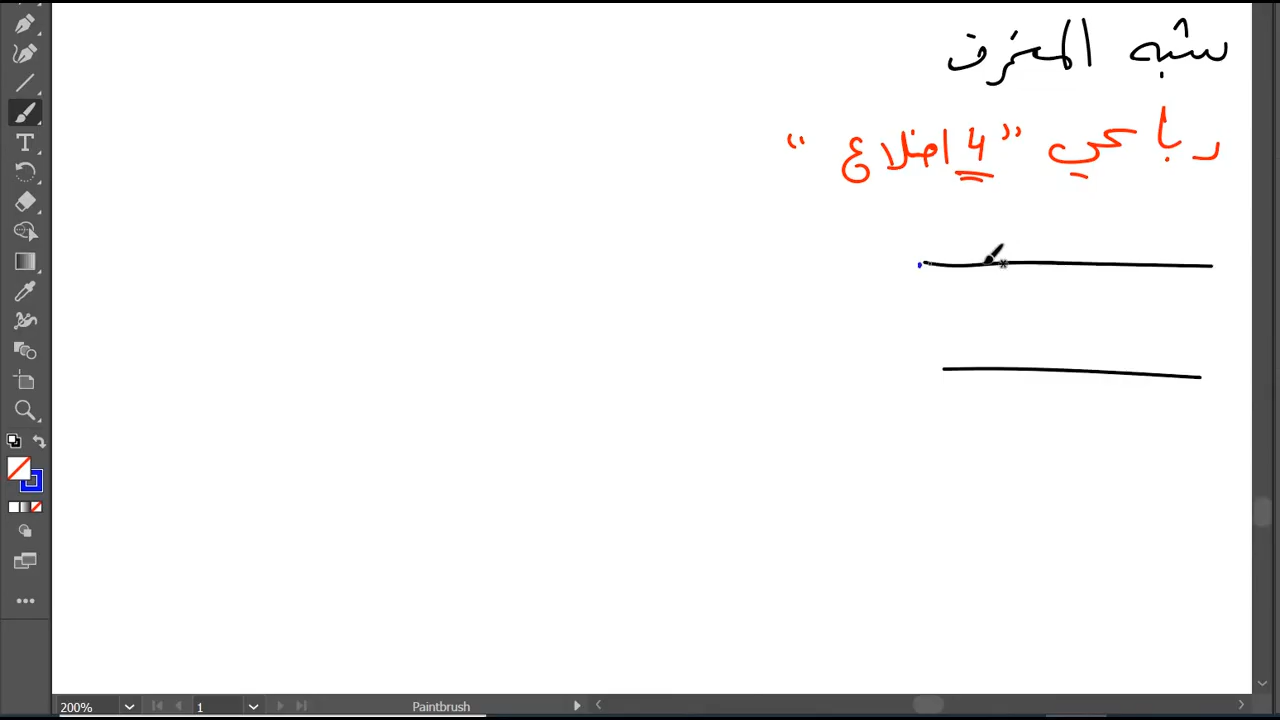 شبه المنحرف
رباعي "4 اضلاع"
200%
1
Paintbrush